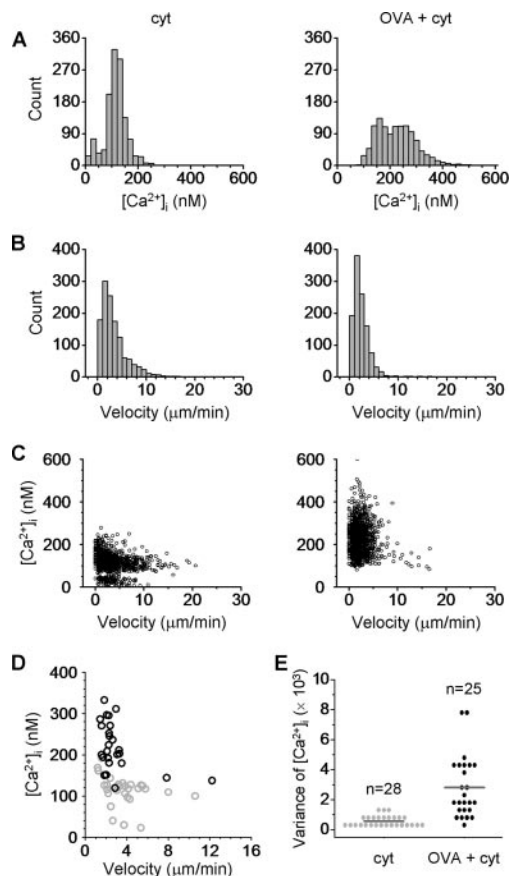 cyt OVA + cyt
A
360 360
270 270
180 180
90 90
0 0
Count
0 200 400 600 0 200 400 600
[Ca²⁺]ᵢ (nM) [Ca²⁺]ᵢ (nM)
B
400 400
300 300
200 200
100 100
0 0
Count
0 10 20 30 0 10 20 30
Velocity (μm/min) Velocity (μm/min)
C
600 600
400 400
200 200
0 0
[Ca²⁺]ᵢ (nM)
0 10 20 30 0 10 20 30
Velocity (μm/min) Velocity (μm/min)
D
400
300
200
100
0
[Ca²⁺]ᵢ (nM)
0 4 8 12 16
Velocity (μm/min)
E
n=25
n=28
10
8
6
4
2
0
Variance of [Ca²⁺]ᵢ (× 10³)
cyt OVA + cyt